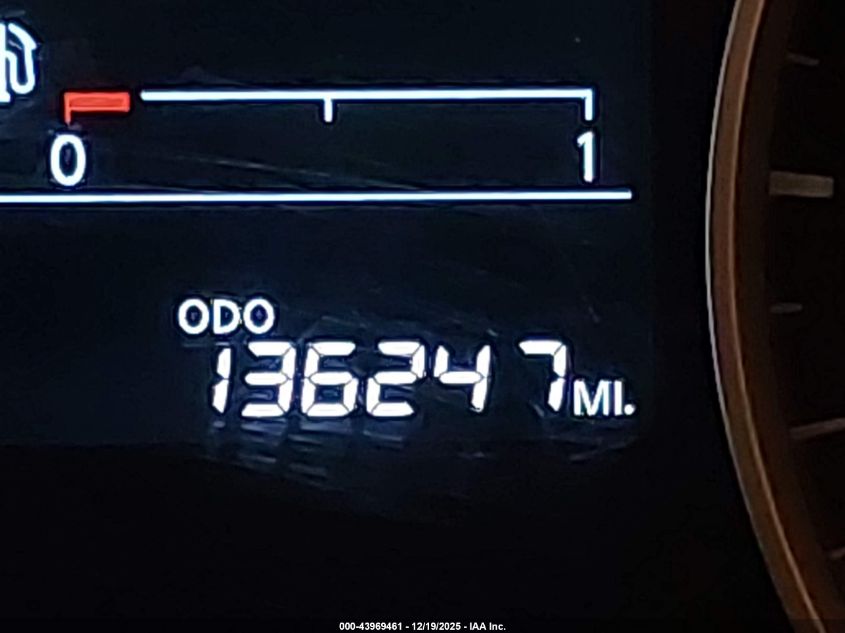 0 1
ODO
136247 MI.
000-43969461 - 12/19/2025 - IAA Inc.